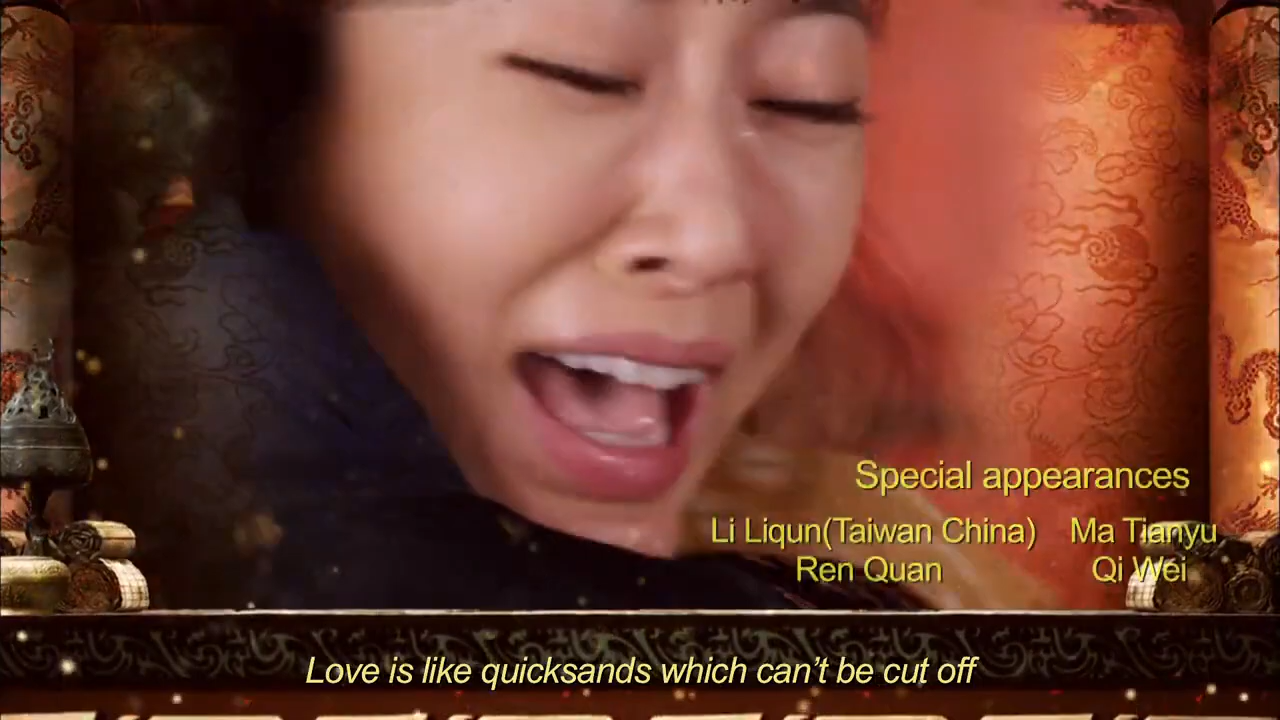 Special appearances
Li Liqun(Taiwan China) Ma Tianyu
Ren Quan Qi Wei
Love is like quicksands which can't be cut off